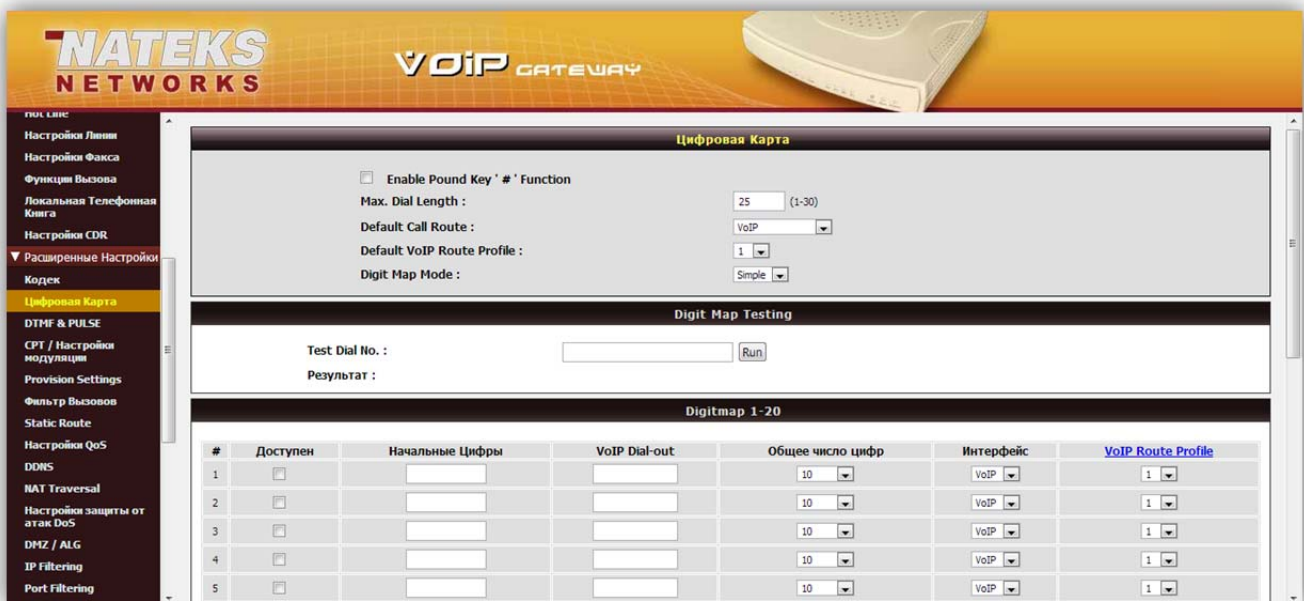 NATEKS
NETWORKS
VOiP GATEWAY
Hot Line
Настройки Линии
Настройки Факса
Функции Вызова
Локальная Телефонная
Книга
Настройки CDR
▼ Расширенные Настройки
Кодек
Цифровая Карта
DTMF & PULSE
CPT / Настройки
модуляции
Provision Settings
Фильтр Вызовов
Static Route
Настройки QoS
DDNS
NAT Traversal
Настройки защиты от
атак DoS
DMZ / ALG
IP Filtering
Port Filtering
Цифровая Карта
Enable Pound Key ' # ' Function
Max. Dial Length : 25 (1-30)
Default Call Route : VoIP
Default VoIP Route Profile : 1
Digit Map Mode : Simple
Digit Map Testing
Test Dial No. : Run
Результат :
Digitmap 1-20
# Доступен Начальные Цифры VoIP Dial-out Общее число цифр Интерфейс VoIP Route Profile
1 10 VoIP 1
2 10 VoIP 1
3 10 VoIP 1
4 10 VoIP 1
5 10 VoIP 1